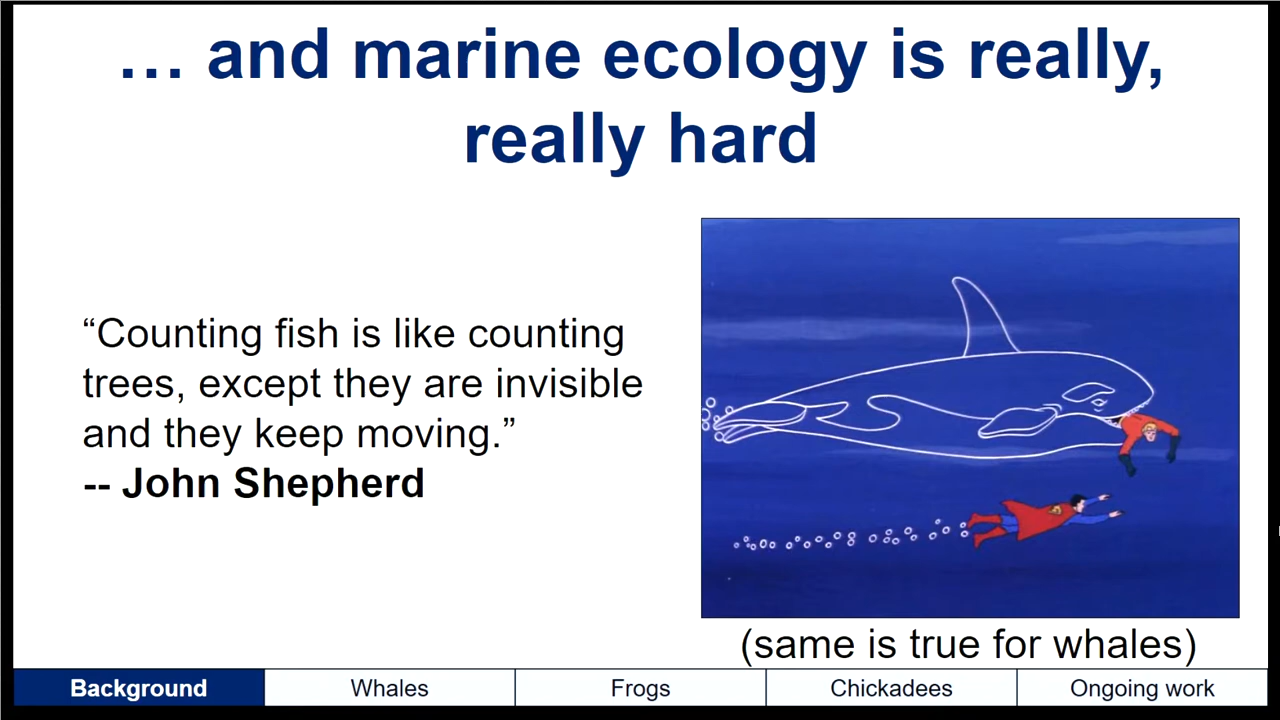 … and marine ecology is really,
really hard
“Counting fish is like counting
trees, except they are invisible
and they keep moving.”
-- John Shepherd
(same is true for whales)
Background
Whales
Frogs
Chickadees
Ongoing work